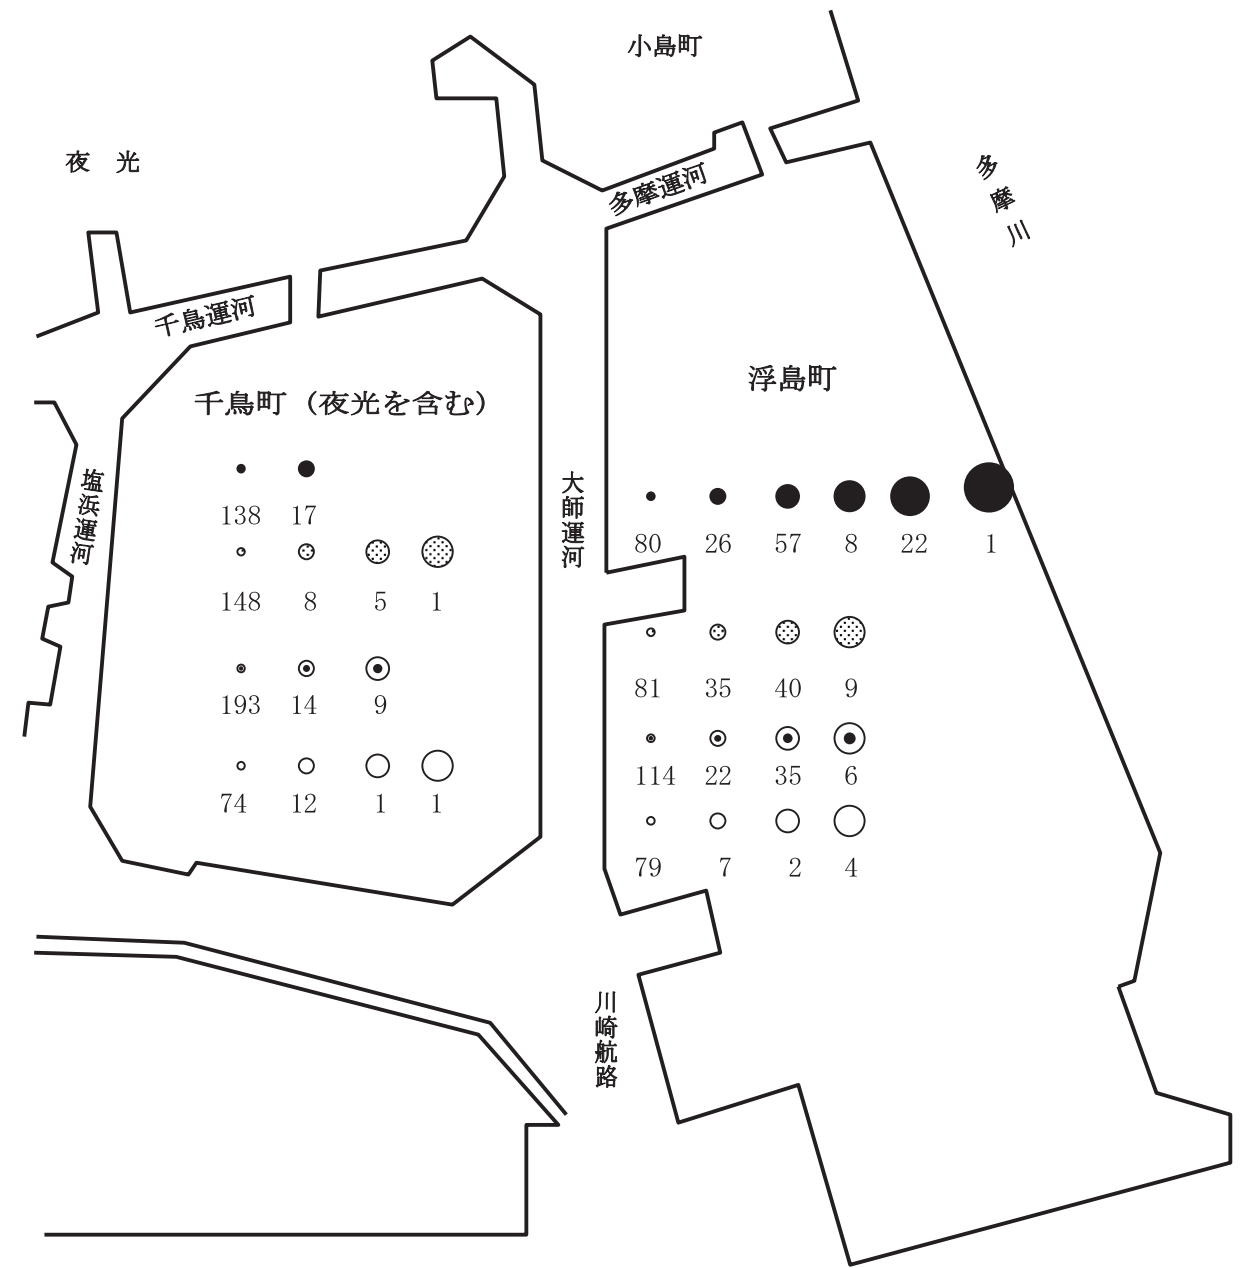 小島町
夜 光
多摩川
多摩運河
千鳥運河
浮島町
千鳥町（夜光を含む）
塩浜運河
大師運河
138 17
148 8 5 1
193 14 9
74 12 1 1
80 26 57 8 22 1
81 35 40 9
114 22 35 6
79 7 2 4
川崎航路